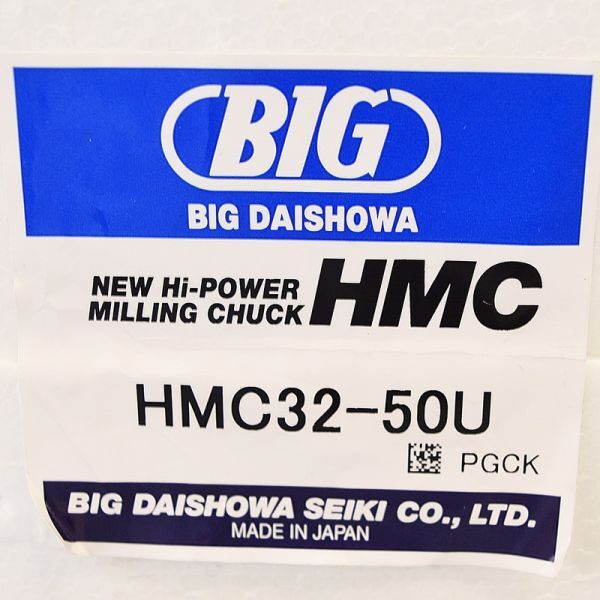 BIG
BIG DAISHOWA
NEW Hi-POWER
MILLING CHUCK HMC
HMC32-50U
PGCK
BIG DAISHOWA SEIKI CO., LTD.
MADE IN JAPAN